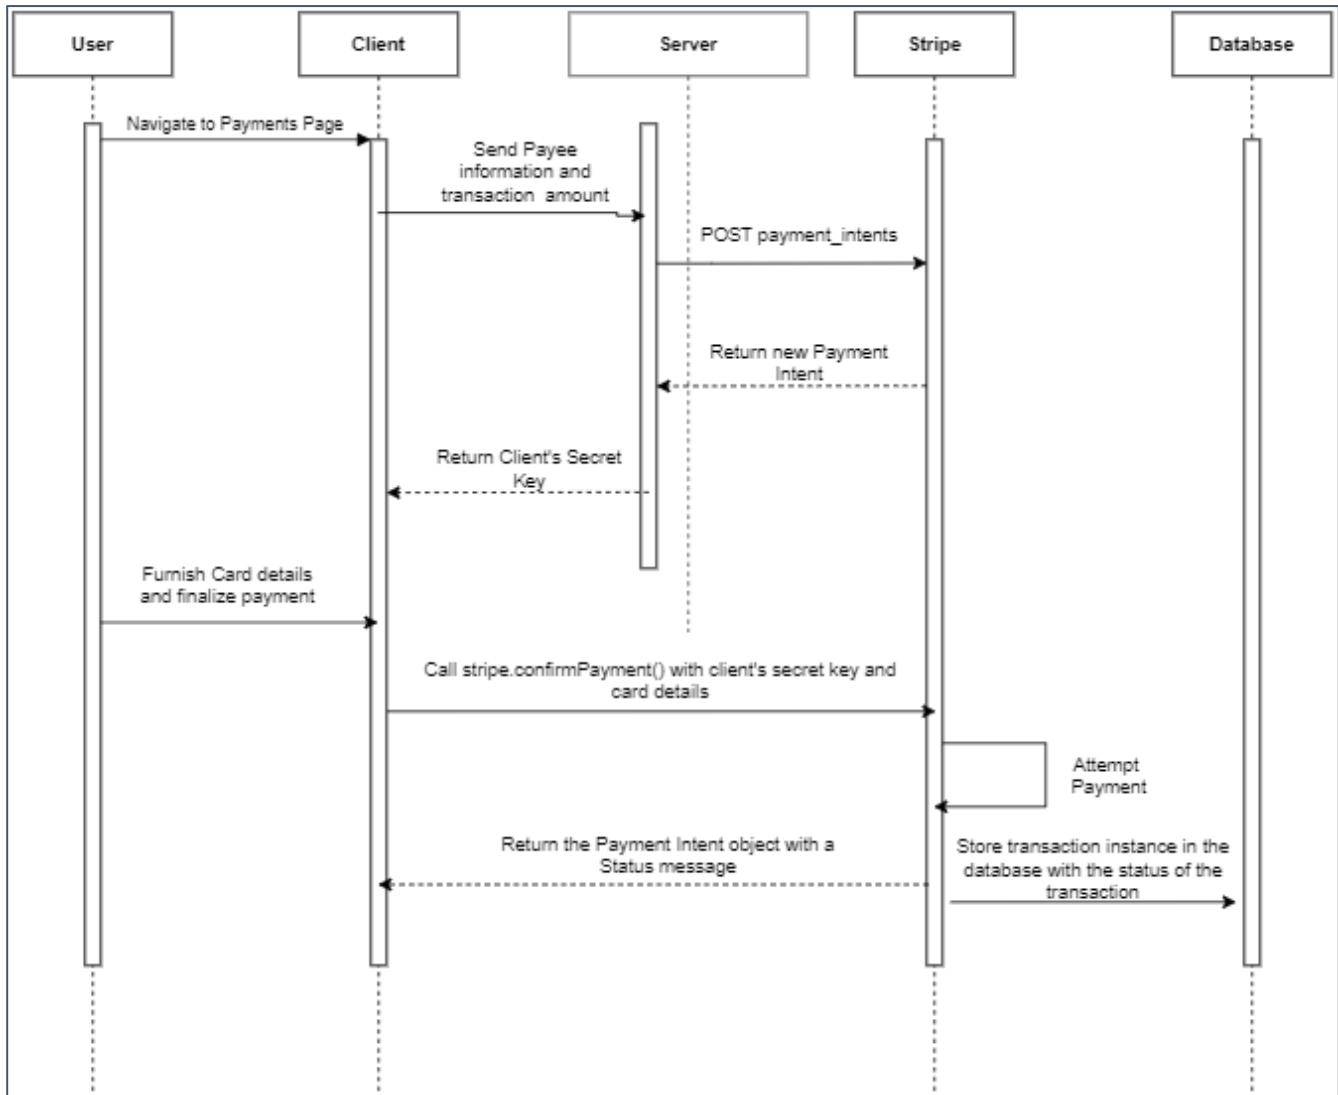 User
Client
Server
Stripe
Database
Navigate to Payments Page
Send Payee
information and
transaction amount
POST payment_intents
Return new Payment
Intent
Return Client's Secret
Key
Furnish Card details
and finalize payment
Call stripe.confirmPayment() with client's secret key and
card details
Attempt
Payment
Return the Payment Intent object with a
Status message
Store transaction instance in the
database with the status of the
transaction